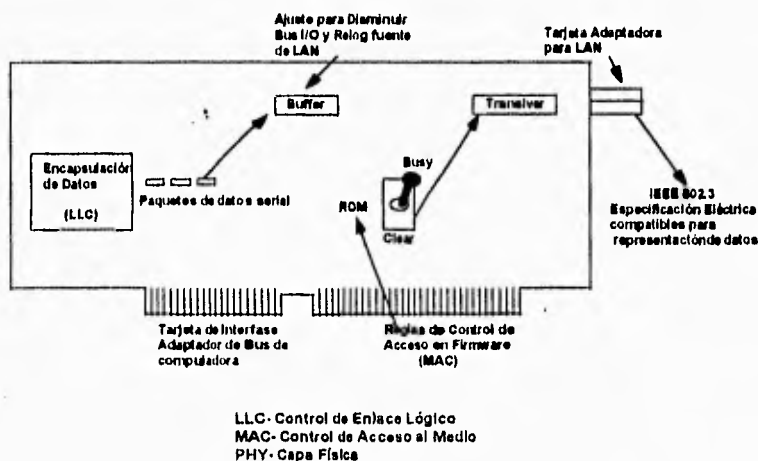 Ajuste para Disminuir
Bus I/O y Relog fuente
de LAN
Tarjeta Adaptadora
para LAN
Buffer
Transiver
Encapsulación
de Datos
(LLC)
Paquetes de datos serial
Busy
ROM
Clear
IEEE 802.3
Especificación Eléctrica
compatibles para
representaciónde datos
Tarjeta de Interfase
Adaptador de Bus de
computadora
Reglas de Control de
Acceso en Firmware
(MAC)
LLC- Control de Enlace Lógico
MAC- Control de Acceso al Medio
PHY- Capa Física